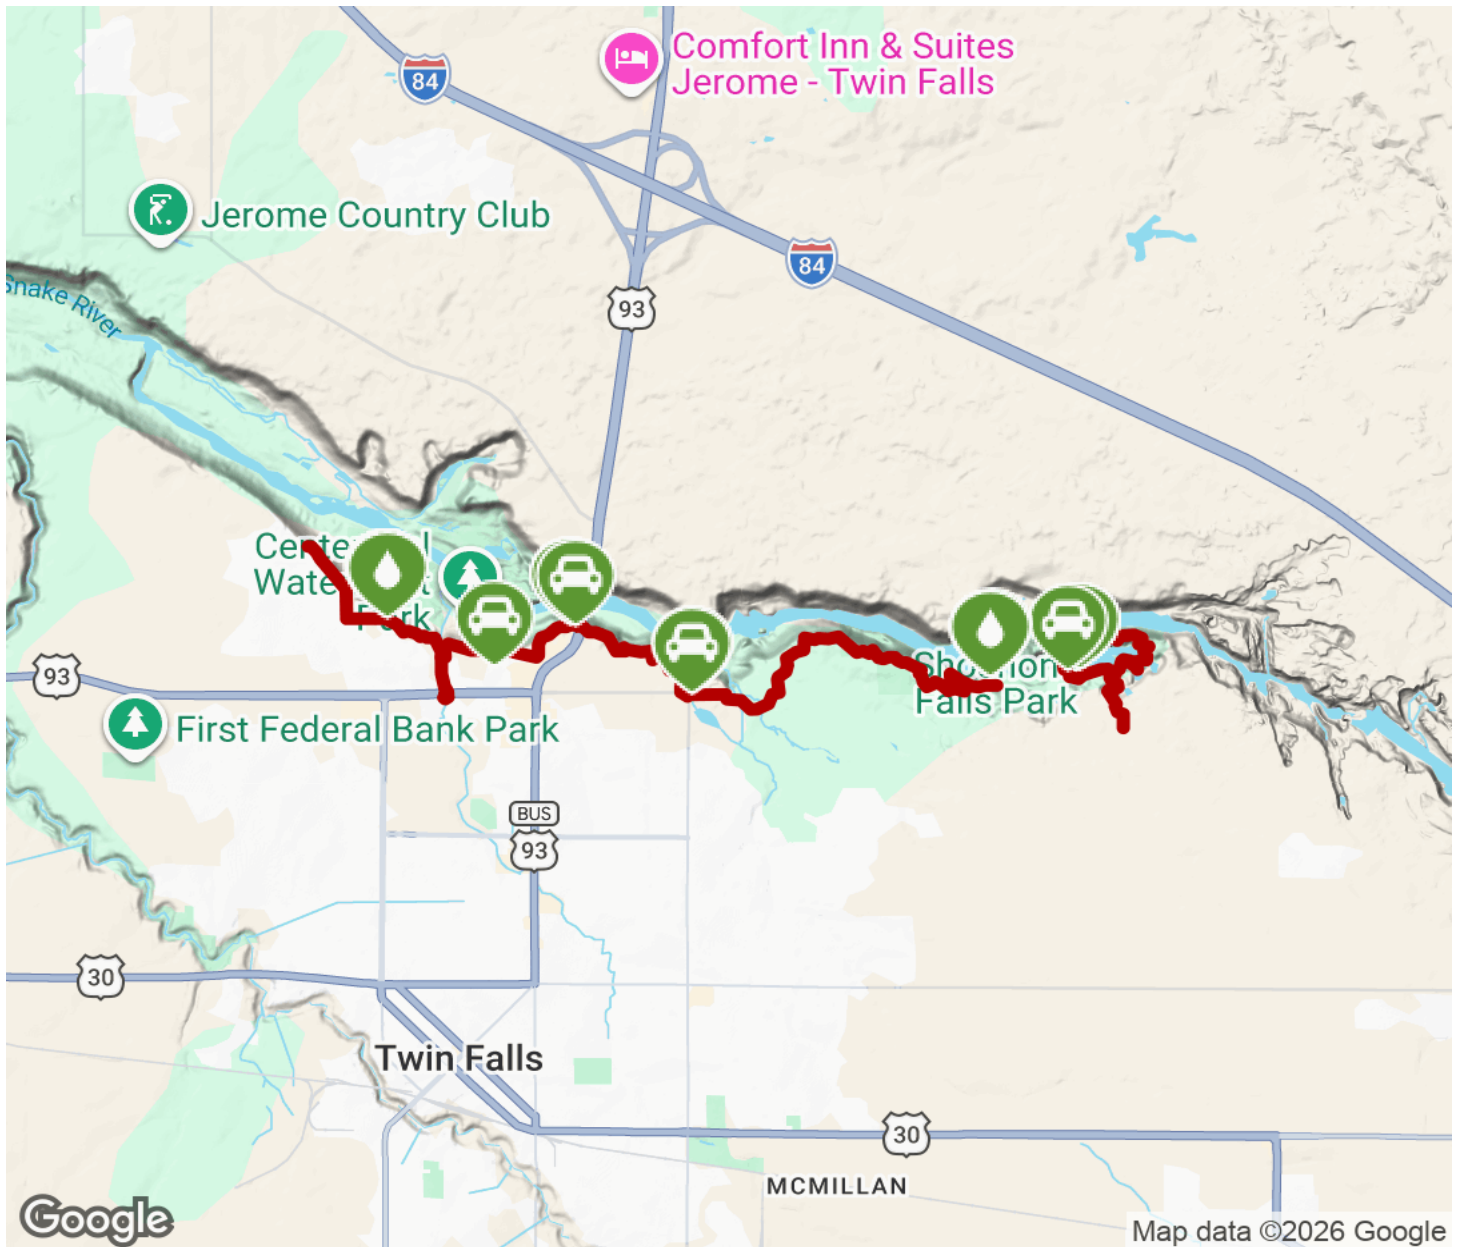 Comfort Inn & Suites
Jerome - Twin Falls
84
Jerome Country Club
84
93
Snake River
Park
93
Falls Park
First Federal Bank Park
BUS
93
30
Twin Falls
30
MCMILLAN
Google
Map data ©2026 Google